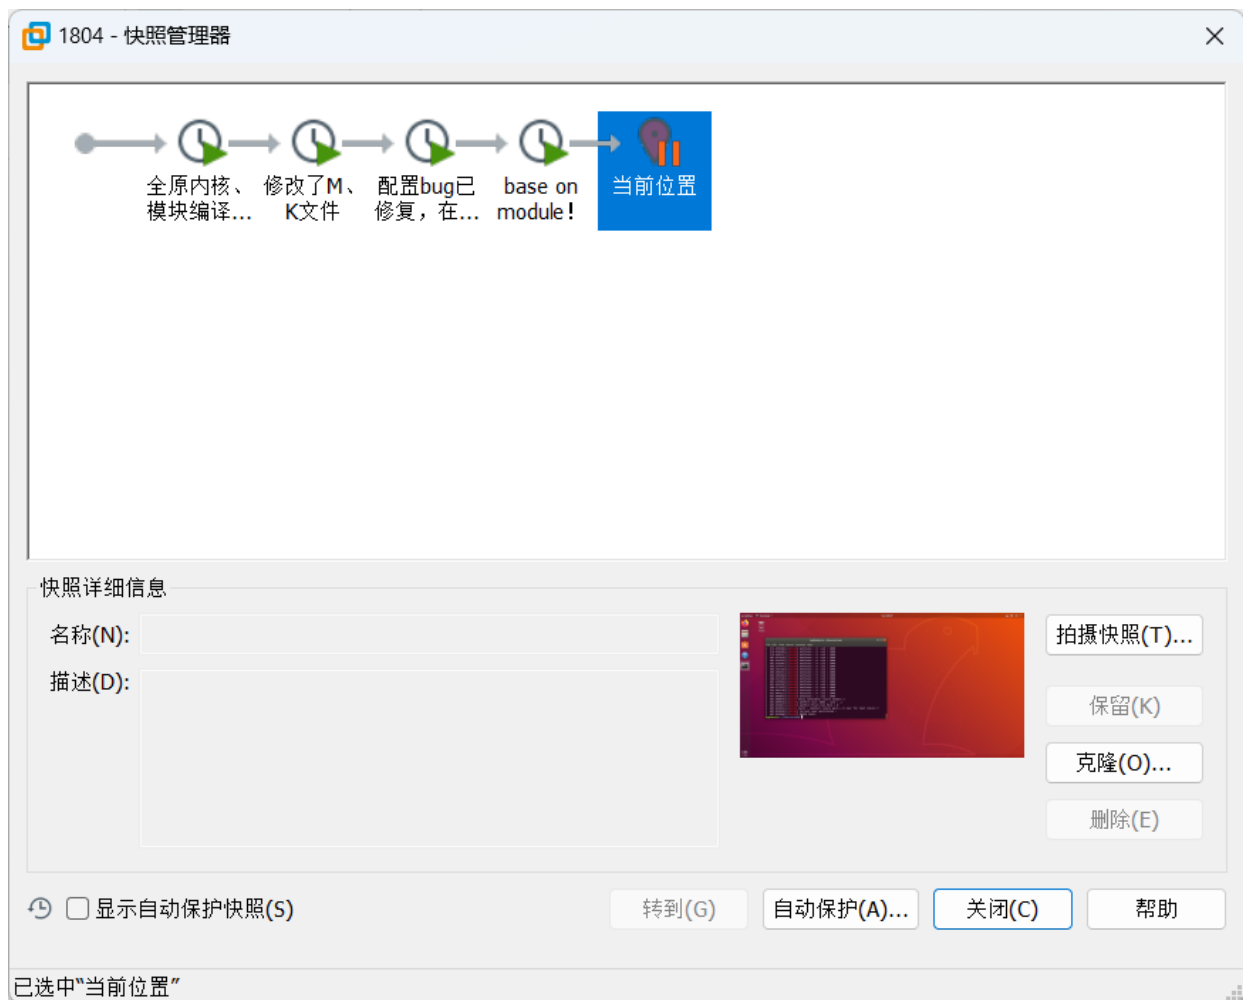 1804 - 快照管理器
全原内核、
模块编译...
修改了M、
K文件
配置bug已
修复，在...
base on
module！
当前位置
快照详细信息
名称(N):
描述(D):
拍摄快照(T)...
保留(K)
克隆(O)...
删除(E)
显示自动保护快照(S)
转到(G)
自动保护(A)...
关闭(C)
帮助
已选中“当前位置”